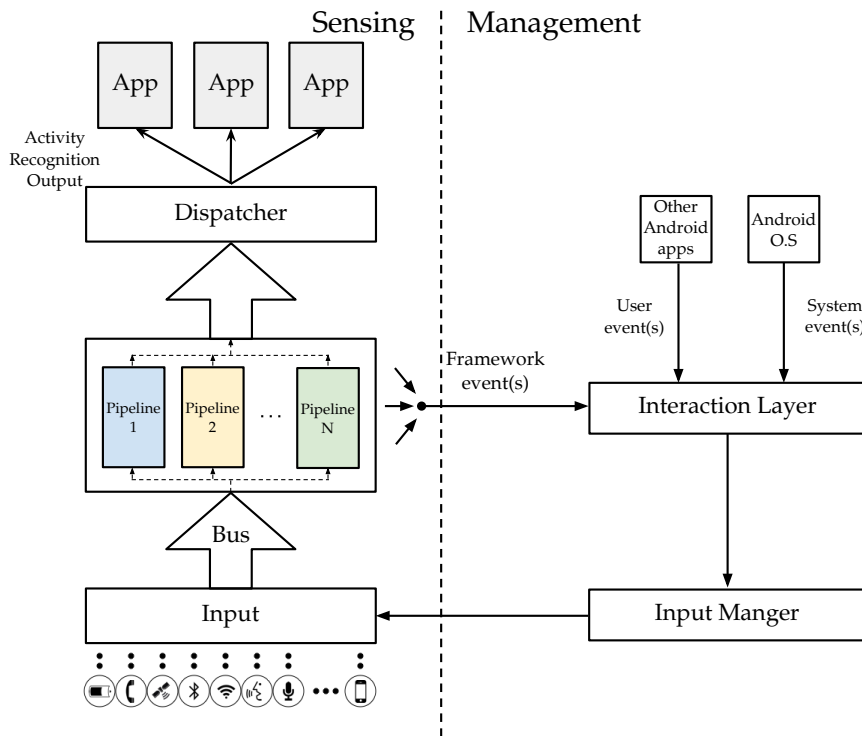 Sensing
Management
App
App
App
Activity
Recognition
Output
Dispatcher
Other
Android
apps
Android
O.S
User
event(s)
System
event(s)
Framework
event(s)
Pipeline
1
Pipeline
2
...
Pipeline
N
Interaction Layer
Bus
Input
Input Manger